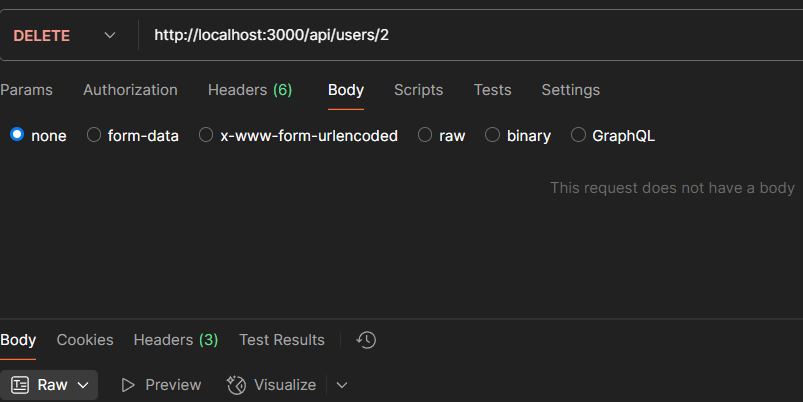 DELETE http://localhost:3000/api/users/2
Params Authorization Headers (6) Body Scripts Tests Settings
none form-data x-www-form-urlencoded raw binary GraphQL
This request does not have a body
Body Cookies Headers (3) Test Results
Raw Preview Visualize